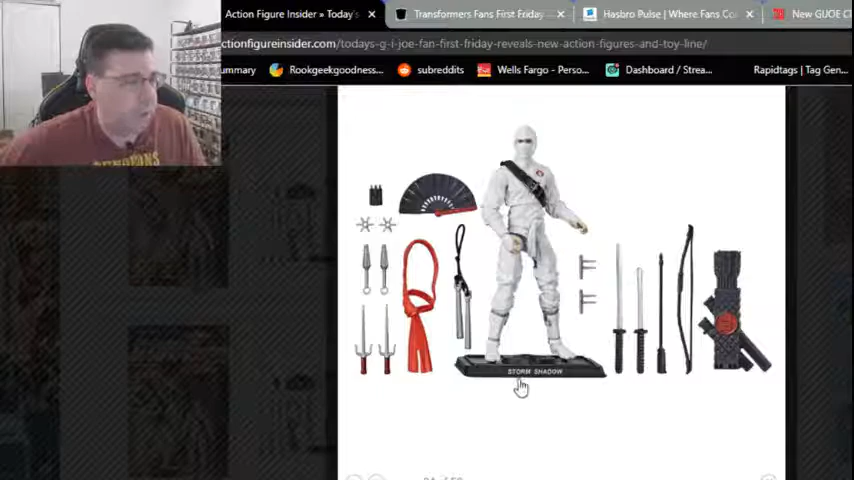 Action Figure Insider » Today'
Transformers Fans First Friday
Hasbro Pulse | Where Fans Co
New GIJOE C
ctionfigureinsider.com/todays-g-i-joe-fan-first-friday-reveals-new-action-figures-and-toy-line/
ummary
Rookgeekgoodness...
subreddits
Wells Fargo - Perso...
Dashboard / Strea...
Rapidtags | Tag Gen...
STORM SHADOW